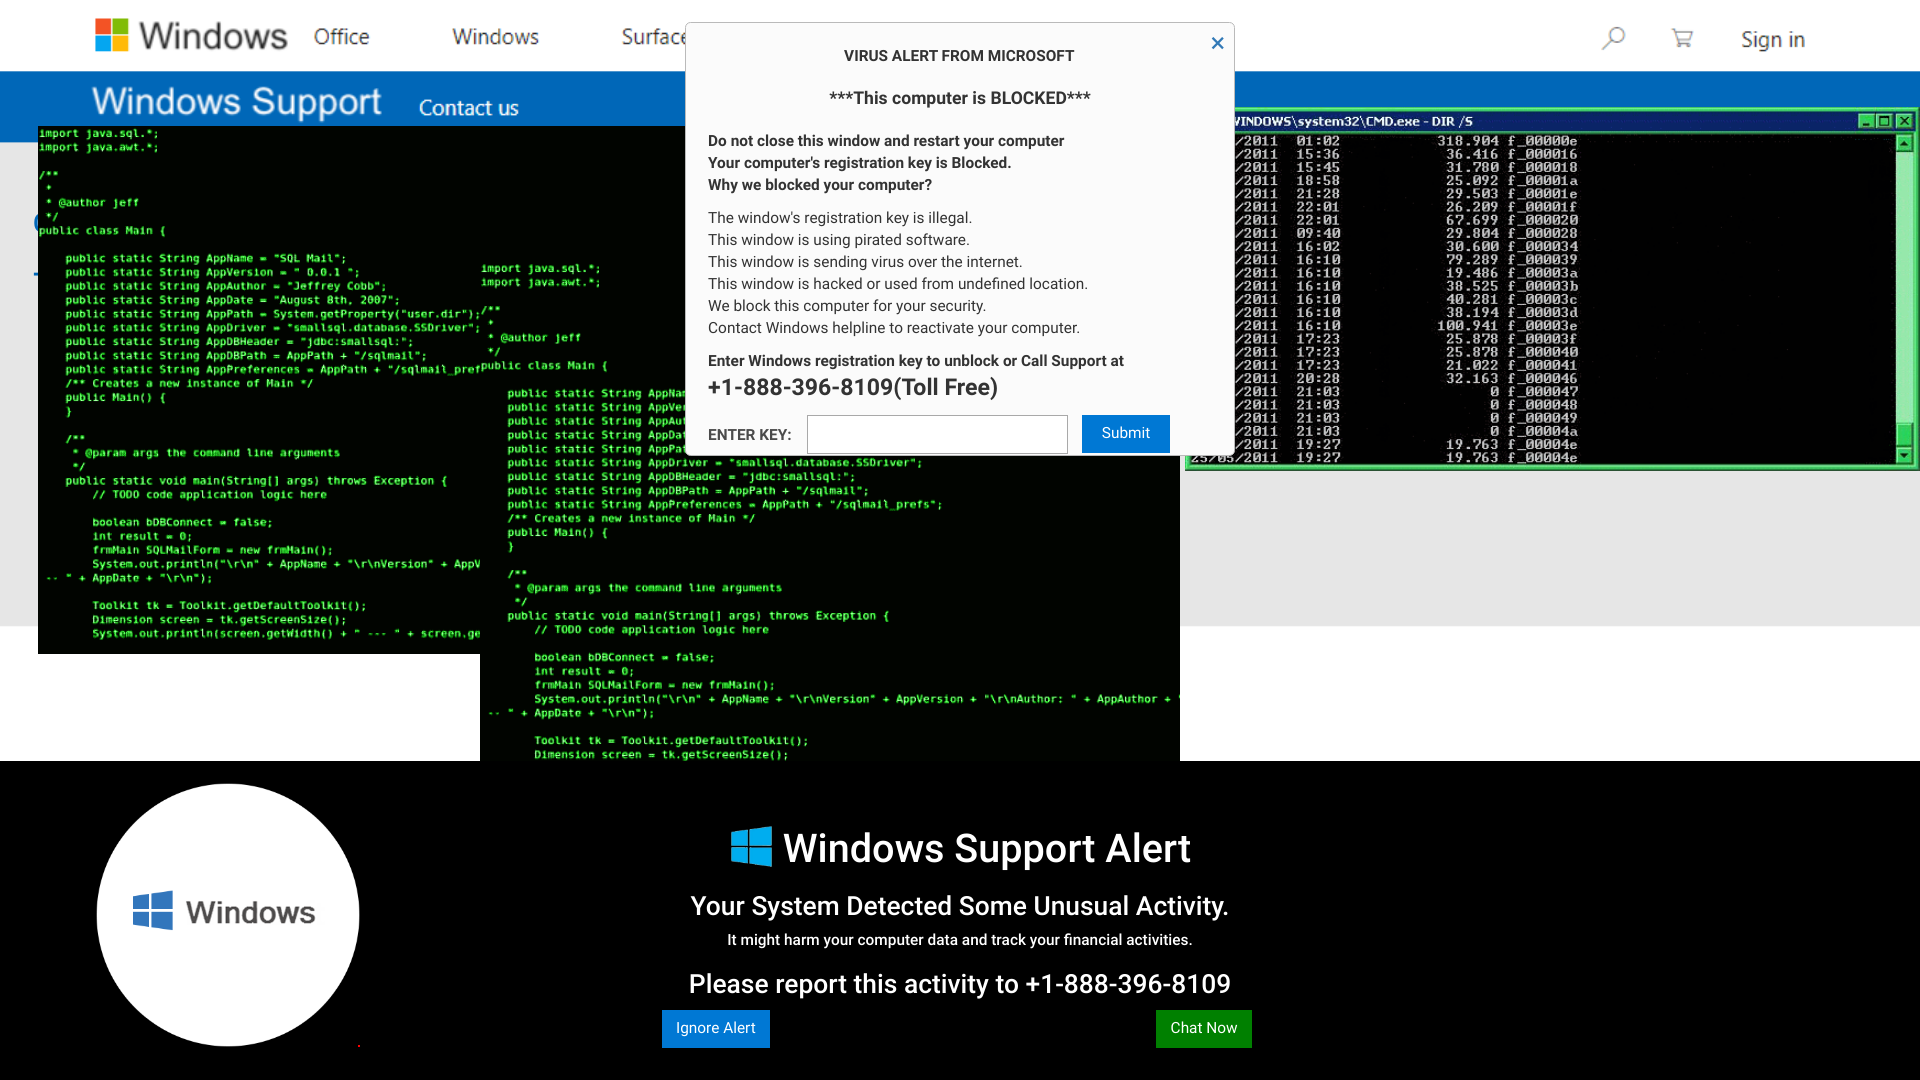 Windows
Office
Windows
Surface
Sign in
Windows Support
Contact us
VIRUS ALERT FROM MICROSOFT
×
***This computer is BLOCKED***
Do not close this window and restart your computer
Your computer's registration key is Blocked.
Why we blocked your computer?
The window's registration key is illegal.
This window is using pirated software.
This window is sending virus over the internet.
This window is hacked or used from undefined location.
We block this computer for your security.
Contact Windows helpline to reactivate your computer.
Enter Windows registration key to unblock or Call Support at
+1-888-396-8109(Toll Free)
ENTER KEY:
Submit
import java.sql.*;
import java.awt.*;
/**
*
* @author jeff
*/
public class Main {
public static String AppName = "SQL Mail";
public static String AppVersion = " 0.0.1 ";
public static String AppAuthor = "Jeffrey Cobb";
public static String AppDate = "August 8th, 2007";
public static String AppPath = System.getProperty("user.dir");
public static String AppDriver = "smallsql.database.SSDriver";
public static String AppDBHeader = "jdbc:smallsql:";
public static String AppDBPath = AppPath + "/sqlmail";
public static String AppPreferences = AppPath + "/sqlmail_pref
/** Creates a new instance of Main */
public Main() {
}
/**
* @param args the command line arguments
*/
public static void main(String[] args) throws Exception {
// TODO code application logic here
boolean bDBConnect = false;
int result = 0;
frmMain SQLMailForm = new frmMain();
System.out.println("\r\n" + AppName + "\r\nVersion" + AppV
-- " + AppDate + "\r\n");
Toolkit tk = Toolkit.getDefaultToolkit();
Dimension screen = tk.getScreenSize();
System.out.println(screen.getWidth() + " --- " + screen.ge
import java.sql.*;
import java.awt.*;
/**
*
* @author jeff
*/
public class Main {
public static String AppNam
public static String AppVer
public static String AppAut
public static String AppDat
public static String AppPat
public static String AppDriver = "smallsql.database.SSDriver";
public static String AppDBHeader = "jdbc:smallsql:";
public static String AppDBPath = AppPath + "/sqlmail";
public static String AppPreferences = AppPath + "/sqlmail_prefs";
/** Creates a new instance of Main */
public Main() {
}
/**
* @param args the command line arguments
*/
public static void main(String[] args) throws Exception {
// TODO code application logic here
boolean bDBConnect = false;
int result = 0;
frmMain SQLMailForm = new frmMain();
System.out.println("\r\n" + AppName + "\r\nVersion" + AppVersion + "\r\nAuthor: " + AppAuthor +
-- " + AppDate + "\r\n");
Toolkit tk = Toolkit.getDefaultToolkit();
Dimension screen = tk.getScreenSize();
WINDOWS\system32\CMD.exe - DIR /S
/2011 01:02 318.904 f_00000e
/2011 15:36 36.416 f_000016
/2011 15:45 31.780 f_000018
/2011 18:58 25.092 f_00001a
/2011 21:28 29.503 f_00001e
/2011 22:01 26.209 f_00001f
/2011 22:01 67.699 f_000020
/2011 09:40 29.804 f_000028
/2011 16:02 30.600 f_000034
/2011 16:10 79.289 f_000039
/2011 16:10 19.486 f_00003a
/2011 16:10 38.525 f_00003b
/2011 16:10 40.281 f_00003c
/2011 16:10 38.194 f_00003d
/2011 16:10 100.941 f_00003e
/2011 17:23 25.878 f_00003f
/2011 17:23 25.878 f_000040
/2011 17:23 21.022 f_000041
/2011 20:28 32.163 f_000046
/2011 21:03 0 f_000047
/2011 21:03 0 f_000048
/2011 21:03 0 f_000049
/2011 21:03 0 f_00004a
/2011 19:27 19.763 f_00004e
25/05/2011 19:27 19.763 f_00004e
Windows
Windows Support Alert
Your System Detected Some Unusual Activity.
It might harm your computer data and track your financial activities.
Please report this activity to +1-888-396-8109
Ignore Alert
Chat Now